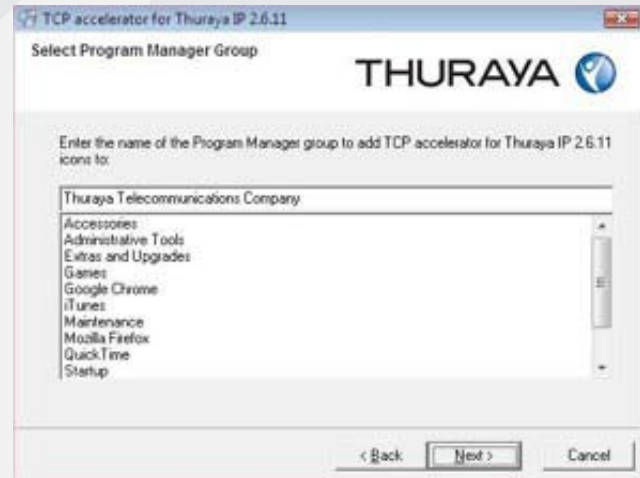 TCP accelerator for Thuraya IP 2.6.11
Select Program Manager Group
THURAYA
Enter the name of the Program Manager group to add TCP accelerator for Thuraya IP 2.6.11
icons to:
Thuraya Telecommunications Company
Accessories
Administrative Tools
Extras and Upgrades
Games
Google Chrome
iTunes
Maintenance
Mozilla Firefox
QuickTime
Startup
< Back Next > Cancel